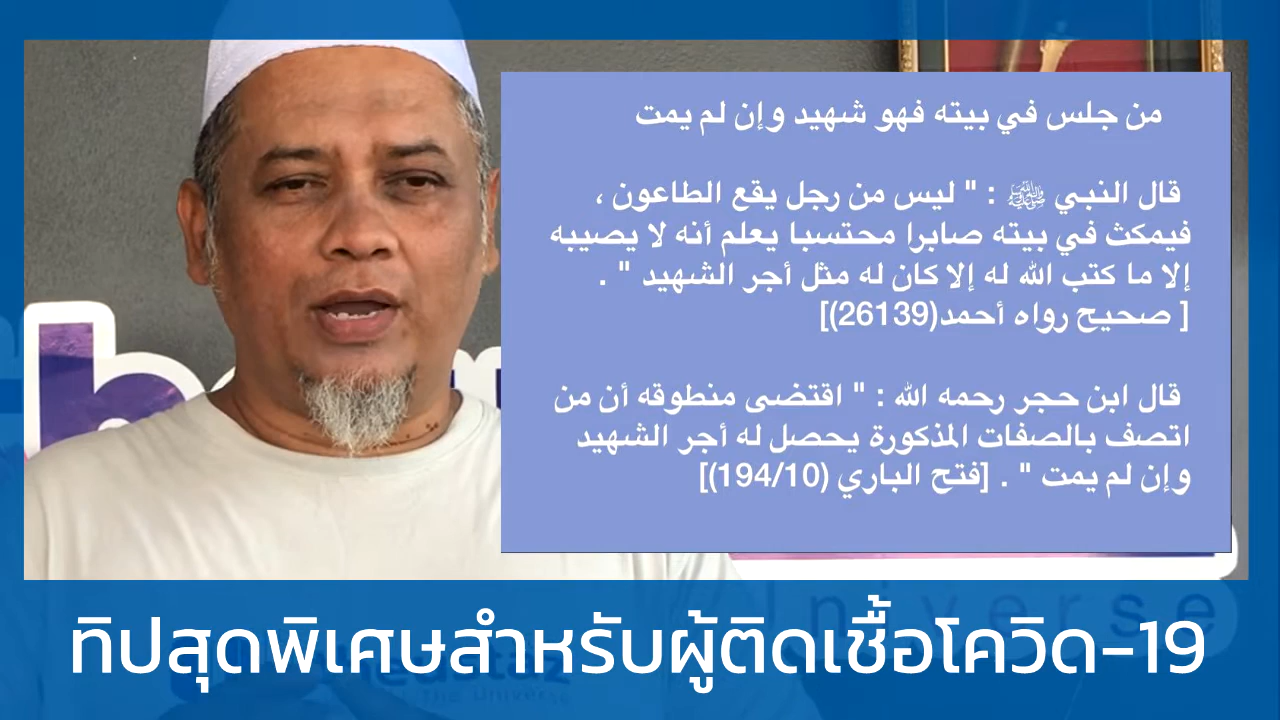 من جلس في بيته فهو شهيد وإن لم يمت
قال النبي ﷺ : " ليس من رجل يقع الطاعون ،
فيمكث في بيته صابرا محتسبا يعلم أنه لا يصيبه
إلا ما كتب الله له إلا كان له مثل أجر الشهيد " .
[ صحيح رواه أحمد(26139)]
قال ابن حجر رحمه الله : " اقتضى منطوقه أن من
اتصف بالصفات المذكورة يحصل له أجر الشهيد
وإن لم يمت " . [فتح الباري (194/10)]
Universe
ทิปสุดพิเศษสำหรับผู้ติดเชื้อโควิด-19